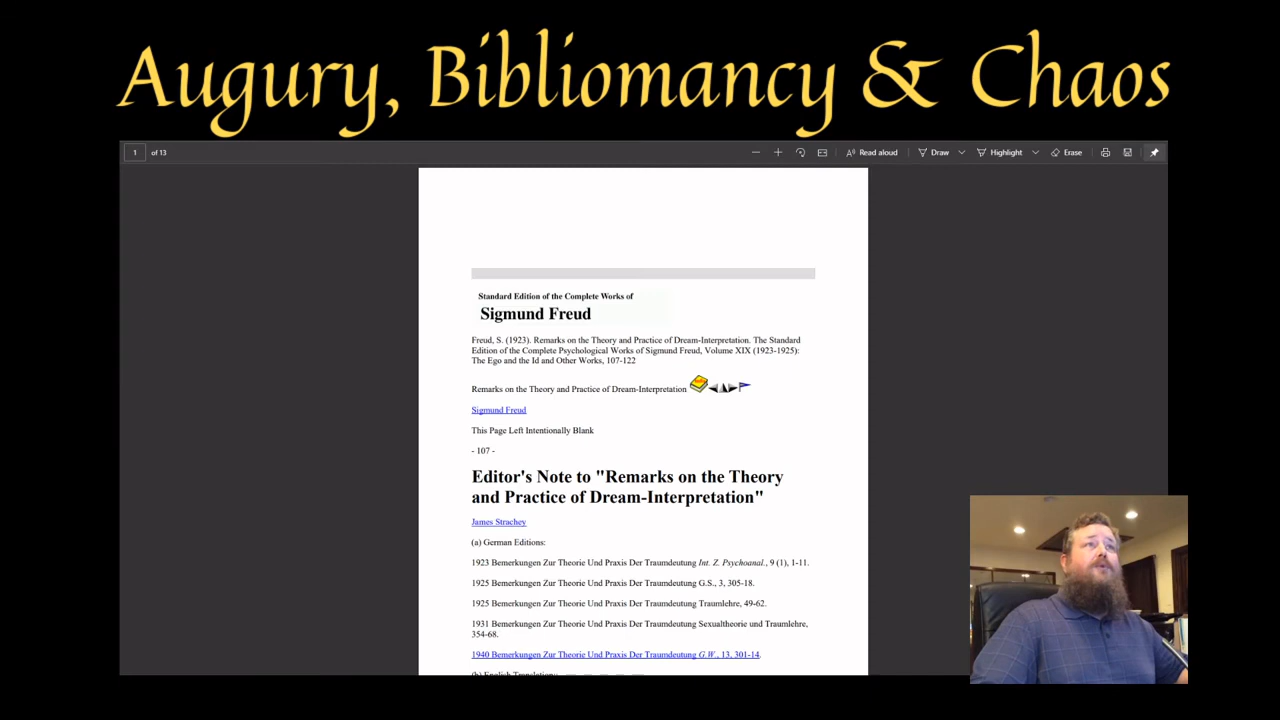 Augury, Bibliomancy & Chaos
1 of 13 Read aloud Draw Highlight Erase
Standard Edition of the Complete Works of
Sigmund Freud
Freud, S. (1923). Remarks on the Theory and Practice of Dream-Interpretation. The Standard
Edition of the Complete Psychological Works of Sigmund Freud, Volume XIX (1923-1925):
The Ego and the Id and Other Works, 107-122
Remarks on the Theory and Practice of Dream-Interpretation
Sigmund Freud
This Page Left Intentionally Blank
- 107 -
Editor's Note to "Remarks on the Theory
and Practice of Dream-Interpretation"
James Strachey
(a) German Editions:
1923 Bemerkungen Zur Theorie Und Praxis Der Traumdeutung Int. Z. Psychoanal., 9 (1), 1-11.
1925 Bemerkungen Zur Theorie Und Praxis Der Traumdeutung G.S., 3, 305-18.
1925 Bemerkungen Zur Theorie Und Praxis Der Traumdeutung Traumlehre, 49-62.
1931 Bemerkungen Zur Theorie Und Praxis Der Traumdeutung Sexualtheorie und Traumlehre,
354-68.
1940 Bemerkungen Zur Theorie Und Praxis Der Traumdeutung G.W., 13, 301-14.
(b) English Translation: